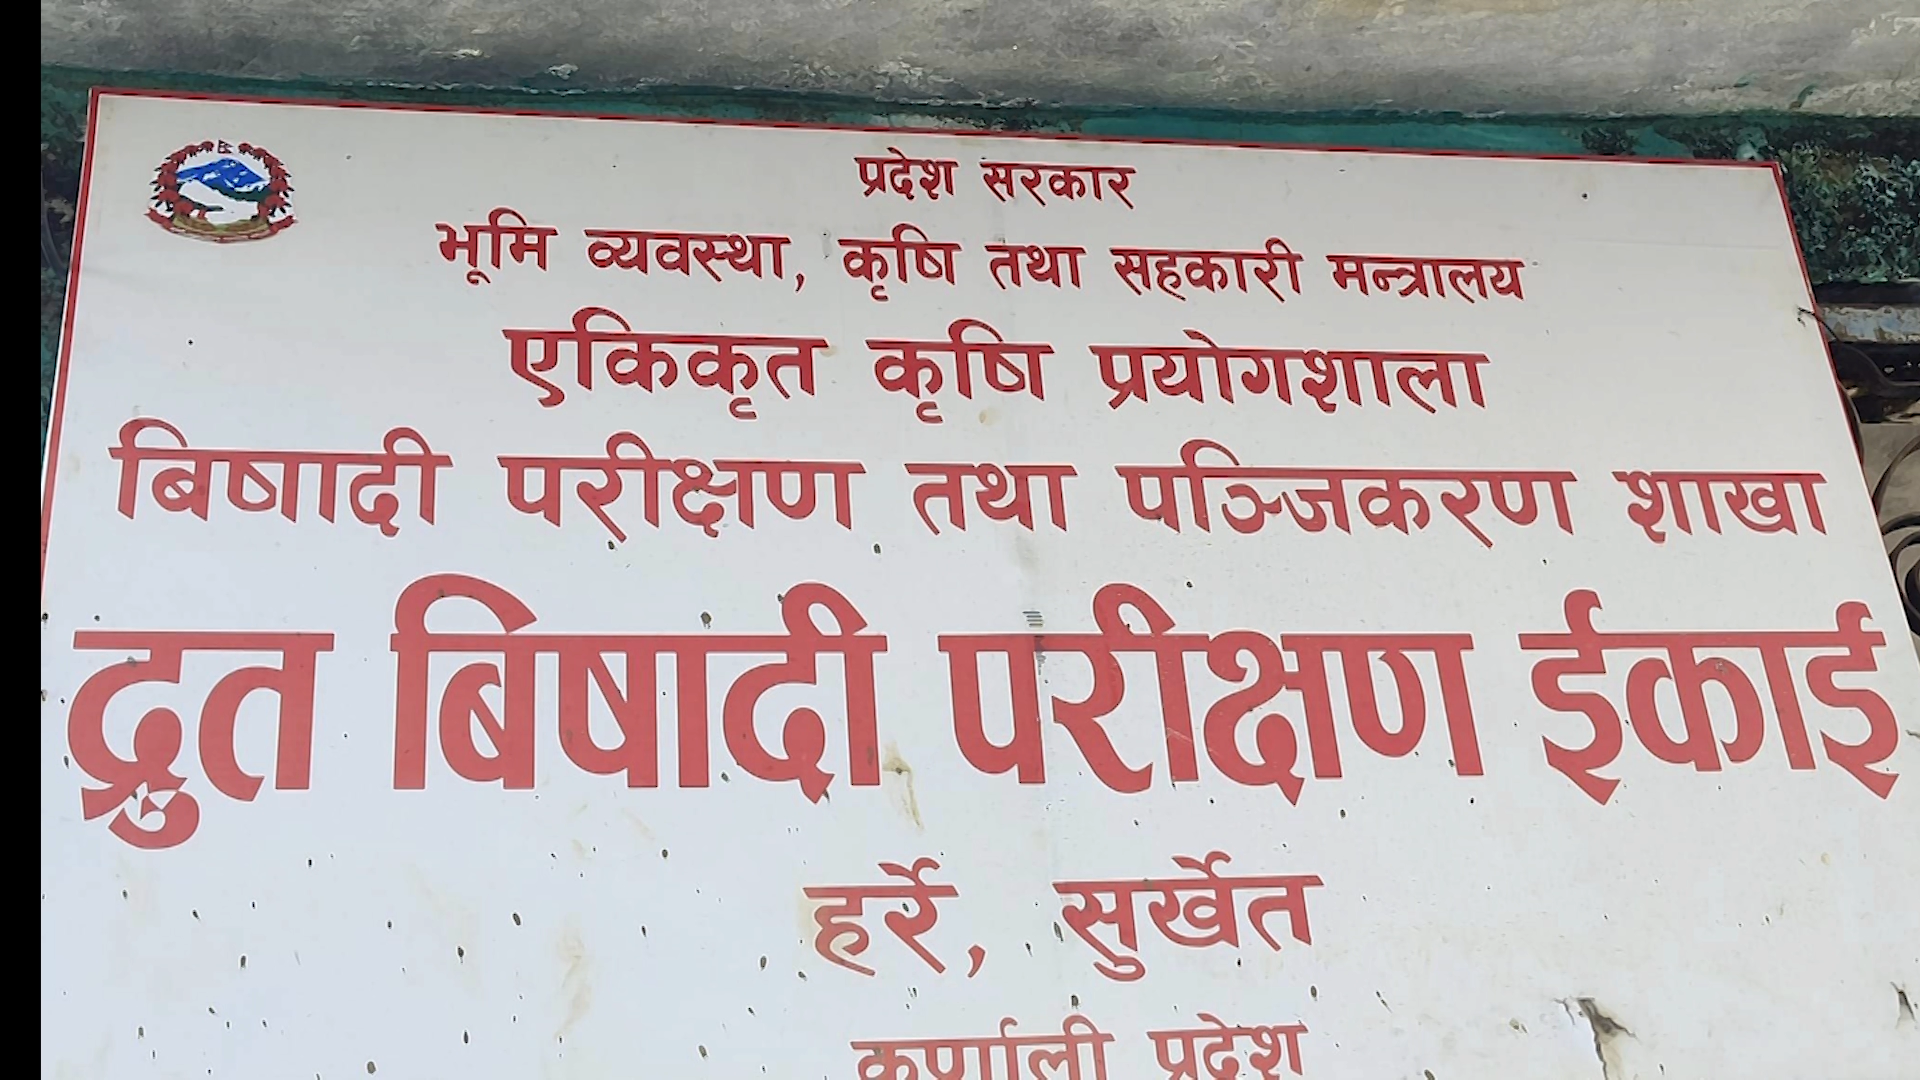 प्रदेश सरकार
भूमि व्यवस्था, कृषि तथा सहकारी मन्त्रालय
एकिकृत कृषि प्रयोगशाला
बिषादी परीक्षण तथा पञ्जिकरण शाखा
द्रुत बिषादी परीक्षण ईकाई
हर्रे, सुर्खेत
कर्णाली प्रदेश